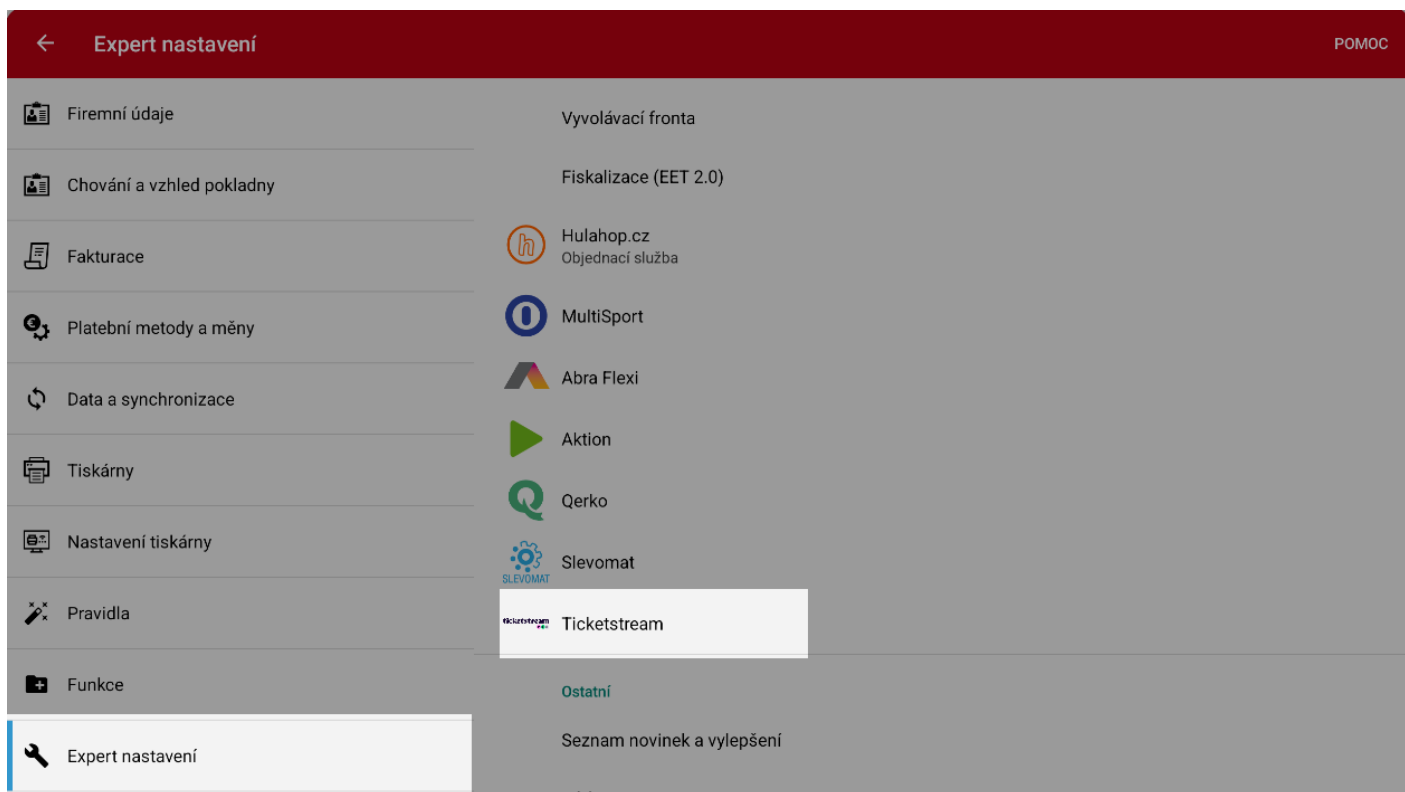 Expert nastavení
POMOC
Firemní údaje
Chování a vzhled pokladny
Fakturace
Platební metody a měny
Data a synchronizace
Tiskárny
Nastavení tiskárny
Pravidla
Funkce
Expert nastavení
Vyvolávací fronta
Fiskalizace (EET 2.0)
Hulahop.cz
Objednací služba
MultiSport
Abra Flexi
Aktion
Qerko
SLEVOMAT
Slevomat
ticketstream
Ticketstream
Ostatní
Seznam novinek a vylepšení